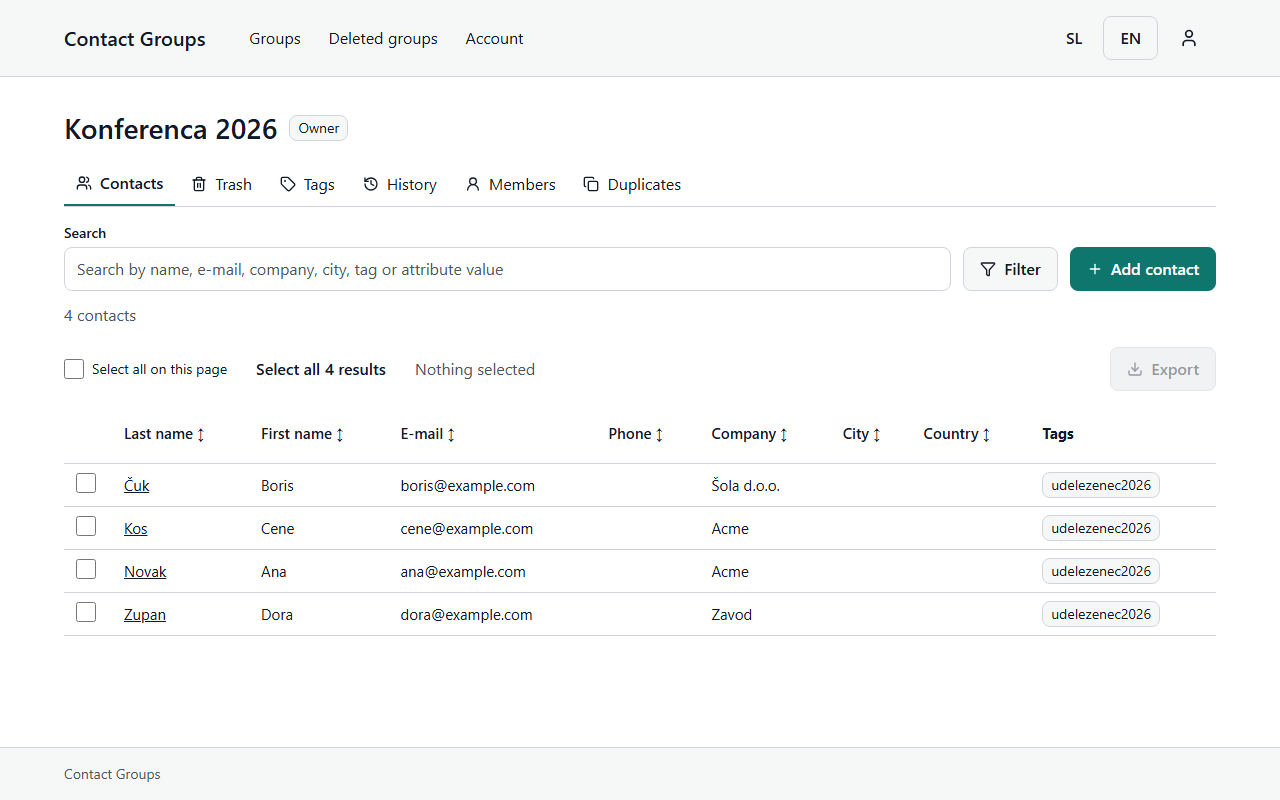 Contact Groups Groups Deleted groups Account SL EN
Konferenca 2026 Owner
Contacts Trash Tags History Members Duplicates
Search
Search by name, e-mail, company, city, tag or attribute value Filter + Add contact
4 contacts
Select all on this page Select all 4 results Nothing selected Export
Last name ↕ First name ↕ E-mail ↕ Phone ↕ Company ↕ City ↕ Country ↕ Tags
Čuk Boris boris@example.com Šola d.o.o. udelezenec2026
Kos Cene cene@example.com Acme udelezenec2026
Novak Ana ana@example.com Acme udelezenec2026
Zupan Dora dora@example.com Zavod udelezenec2026
Contact Groups